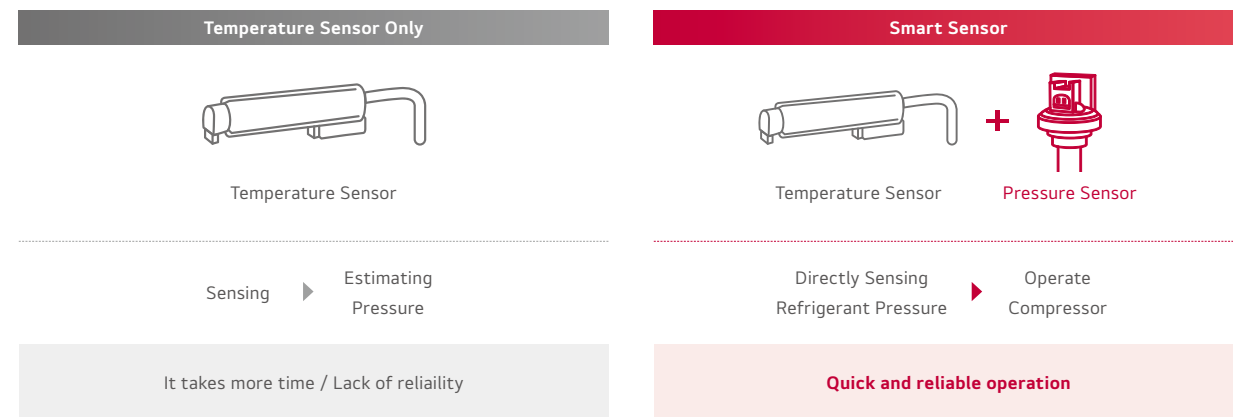 Temperature Sensor Only
Temperature Sensor
Sensing
Estimating
Pressure
It takes more time / Lack of reliaility
Smart Sensor
+
Temperature Sensor
Pressure Sensor
Directly Sensing
Refrigerant Pressure
Operate
Compressor
Quick and reliable operation